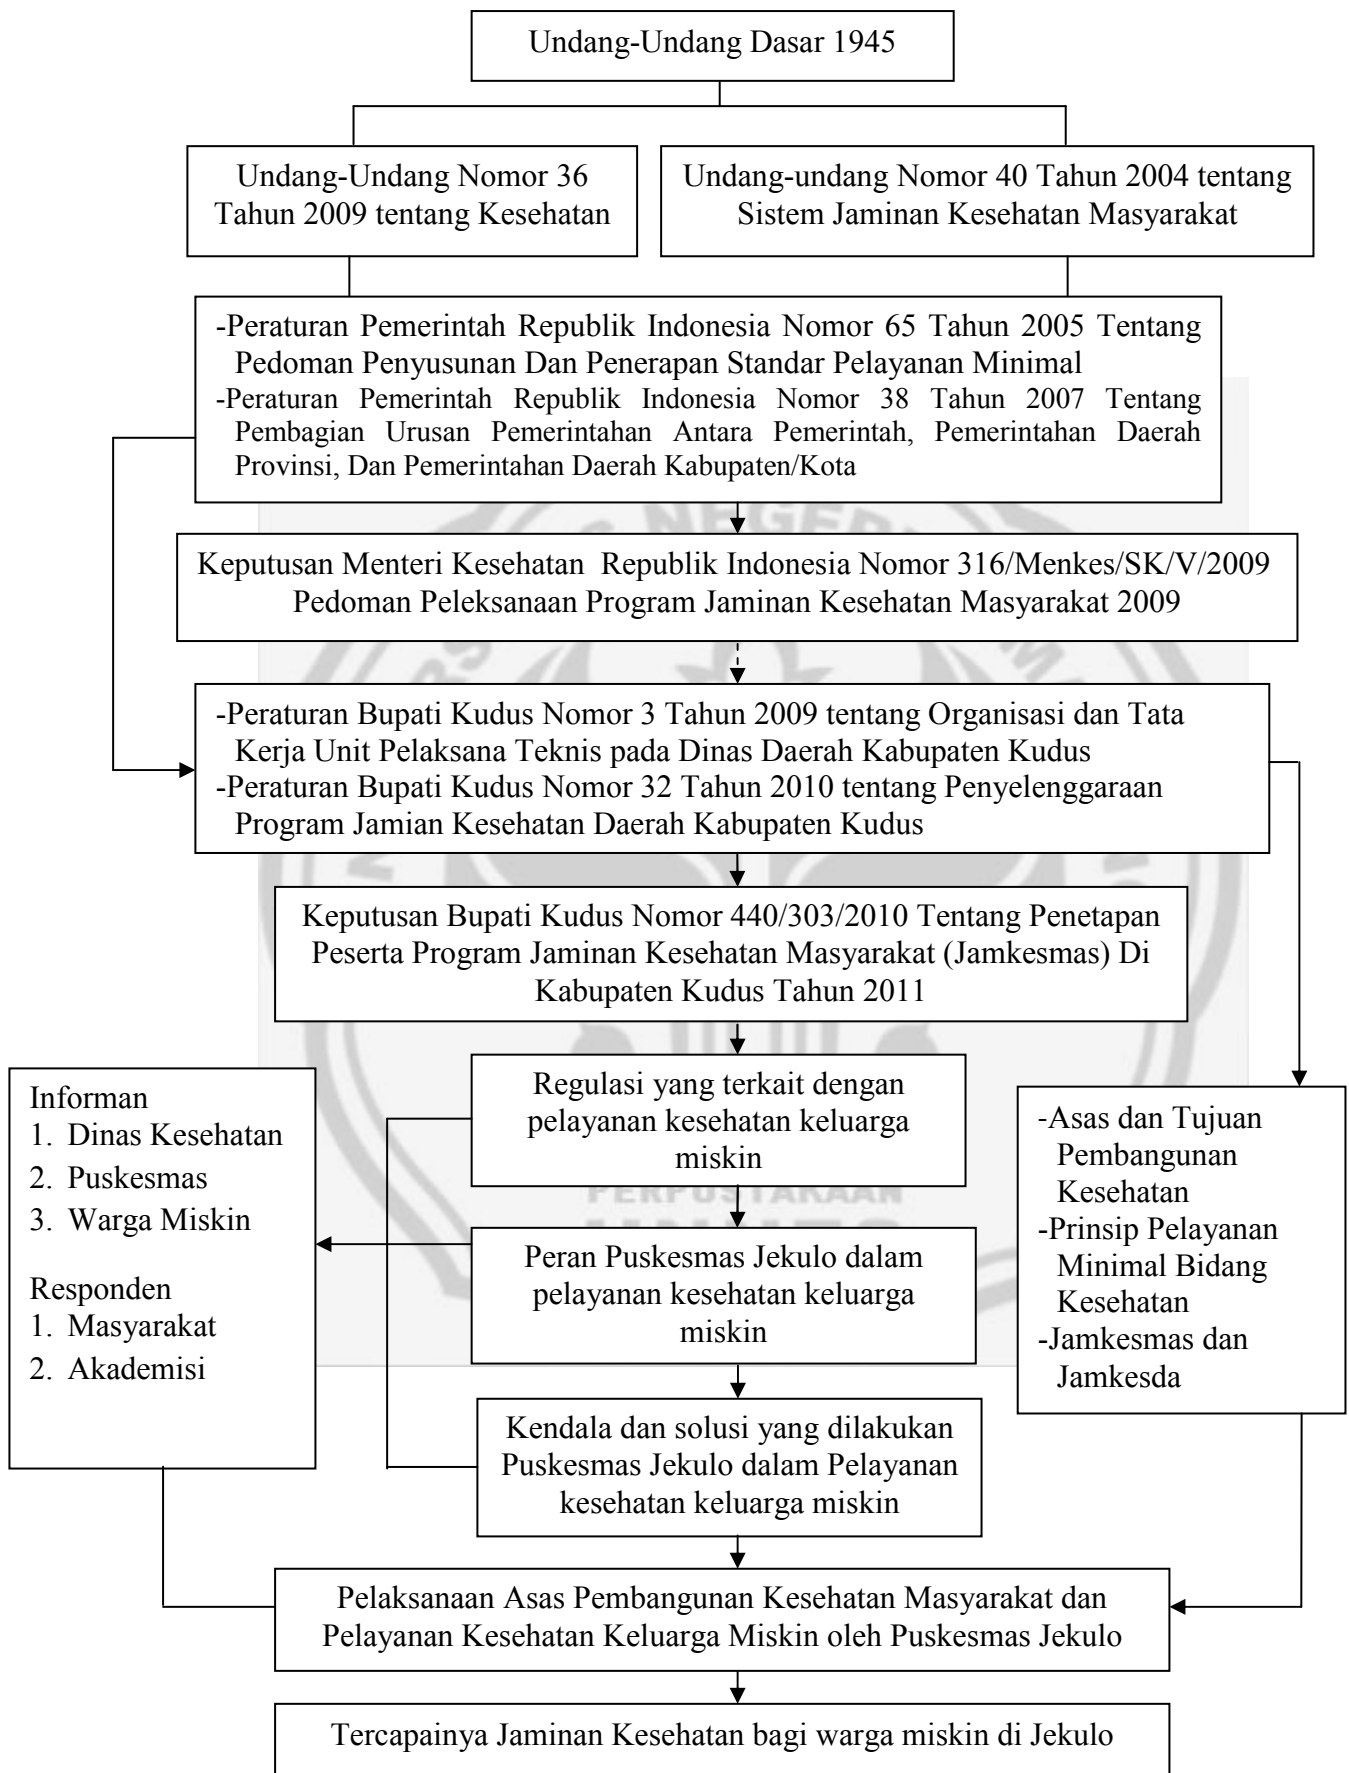 Undang-Undang Dasar 1945
Undang-Undang Nomor 36
Tahun 2009 tentang Kesehatan
Undang-undang Nomor 40 Tahun 2004 tentang
Sistem Jaminan Kesehatan Masyarakat
-Peraturan Pemerintah Republik Indonesia Nomor 65 Tahun 2005 Tentang
Pedoman Penyusunan Dan Penerapan Standar Pelayanan Minimal
-Peraturan Pemerintah Republik Indonesia Nomor 38 Tahun 2007 Tentang
Pembagian Urusan Pemerintahan Antara Pemerintah, Pemerintahan Daerah
Provinsi, Dan Pemerintahan Daerah Kabupaten/Kota
Keputusan Menteri Kesehatan Republik Indonesia Nomor 316/Menkes/SK/V/2009
Pedoman Peleksanaan Program Jaminan Kesehatan Masyarakat 2009
-Peraturan Bupati Kudus Nomor 3 Tahun 2009 tentang Organisasi dan Tata
Kerja Unit Pelaksana Teknis pada Dinas Daerah Kabupaten Kudus
-Peraturan Bupati Kudus Nomor 32 Tahun 2010 tentang Penyelenggaraan
Program Jamian Kesehatan Daerah Kabupaten Kudus
Keputusan Bupati Kudus Nomor 440/303/2010 Tentang Penetapan
Peserta Program Jaminan Kesehatan Masyarakat (Jamkesmas) Di
Kabupaten Kudus Tahun 2011
Regulasi yang terkait dengan
pelayanan kesehatan keluarga
miskin
PERPUSTAKAAN
Informan
1. Dinas Kesehatan
2. Puskesmas
3. Warga Miskin
Responden
1. Masyarakat
2. Akademisi
Peran Puskesmas Jekulo dalam
pelayanan kesehatan keluarga
miskin
-Asas dan Tujuan
Pembangunan
Kesehatan
-Prinsip Pelayanan
Minimal Bidang
Kesehatan
-Jamkesmas dan
Jamkesda
Kendala dan solusi yang dilakukan
Puskesmas Jekulo dalam Pelayanan
kesehatan keluarga miskin
Pelaksanaan Asas Pembangunan Kesehatan Masyarakat dan
Pelayanan Kesehatan Keluarga Miskin oleh Puskesmas Jekulo
Tercapainya Jaminan Kesehatan bagi warga miskin di Jekulo